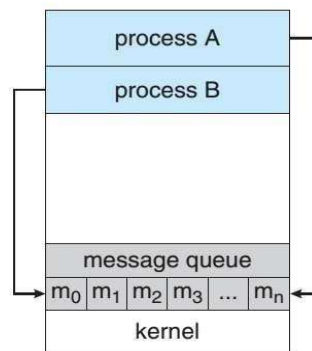 process A
process B
message queue
m₀ m₁ m₂ m₃ ... mₙ
kernel